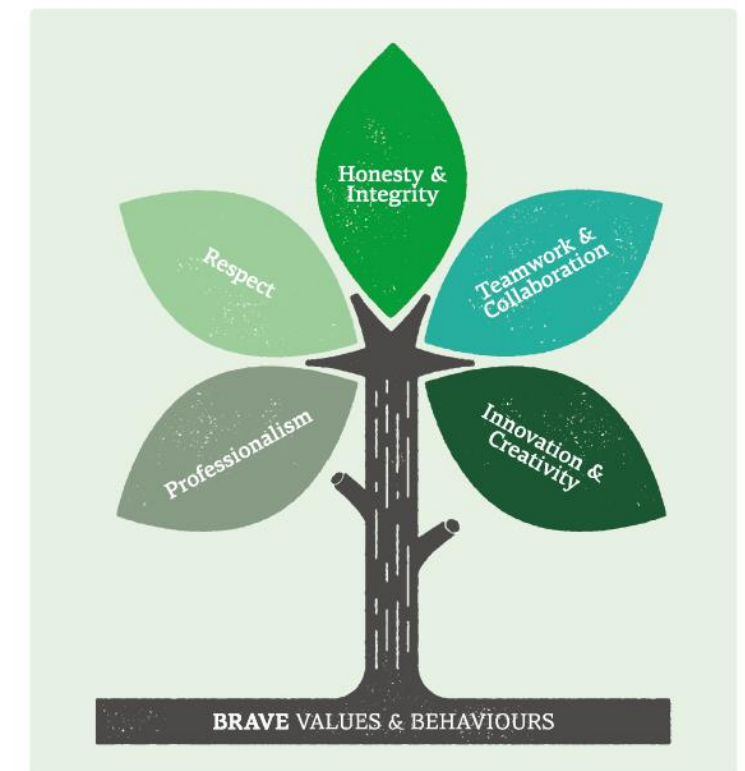 Honesty &
Integrity
Respect
Teamwork &
Collaboration
Professionalism
Innovation &
Creativity
BRAVE VALUES & BEHAVIOURS